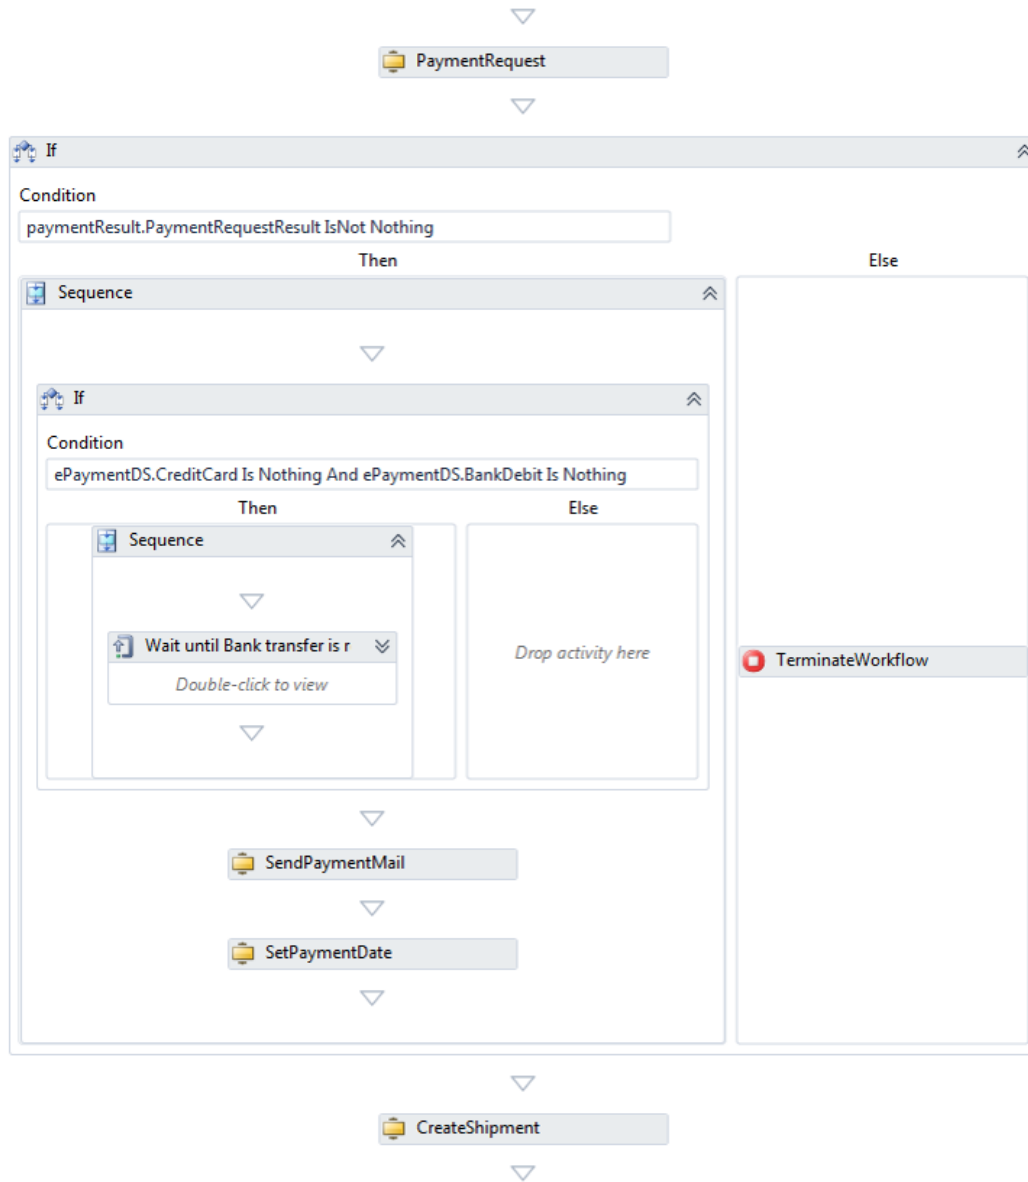 PaymentRequest
If
Condition
paymentResult.PaymentRequestResult IsNot Nothing
Then
Else
Sequence
If
Condition
ePaymentDS.CreditCard Is Nothing And ePaymentDS.BankDebit Is Nothing
Then
Else
Sequence
Wait until Bank transfer is r
Double-click to view
Drop activity here
TerminateWorkflow
SendPaymentMail
SetPaymentDate
CreateShipment